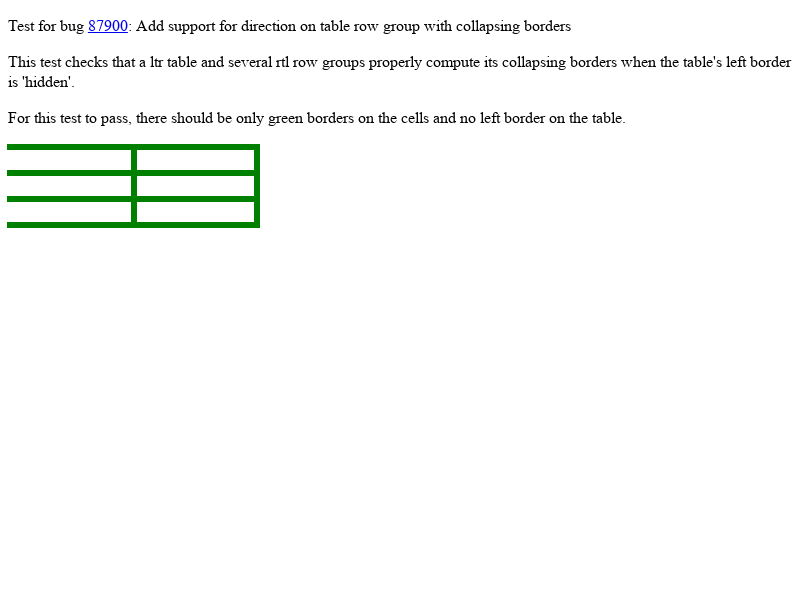 Test for bug 87900: Add support for direction on table row group with collapsing borders
This test checks that a ltr table and several rtl row groups properly compute its collapsing borders when the table's left border
is 'hidden'.
For this test to pass, there should be only green borders on the cells and no left border on the table.